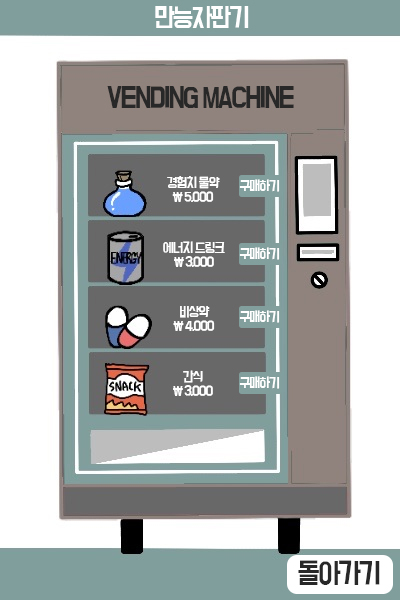 만능자판기
VENDING MACHINE
경험치 물약
₩ 5,000
구매하기
ENERGY
에너지 드링크
₩ 3,000
구매하기
비상약
₩ 4,000
구매하기
SNACK
간식
₩ 3,000
구매하기
돌아가기